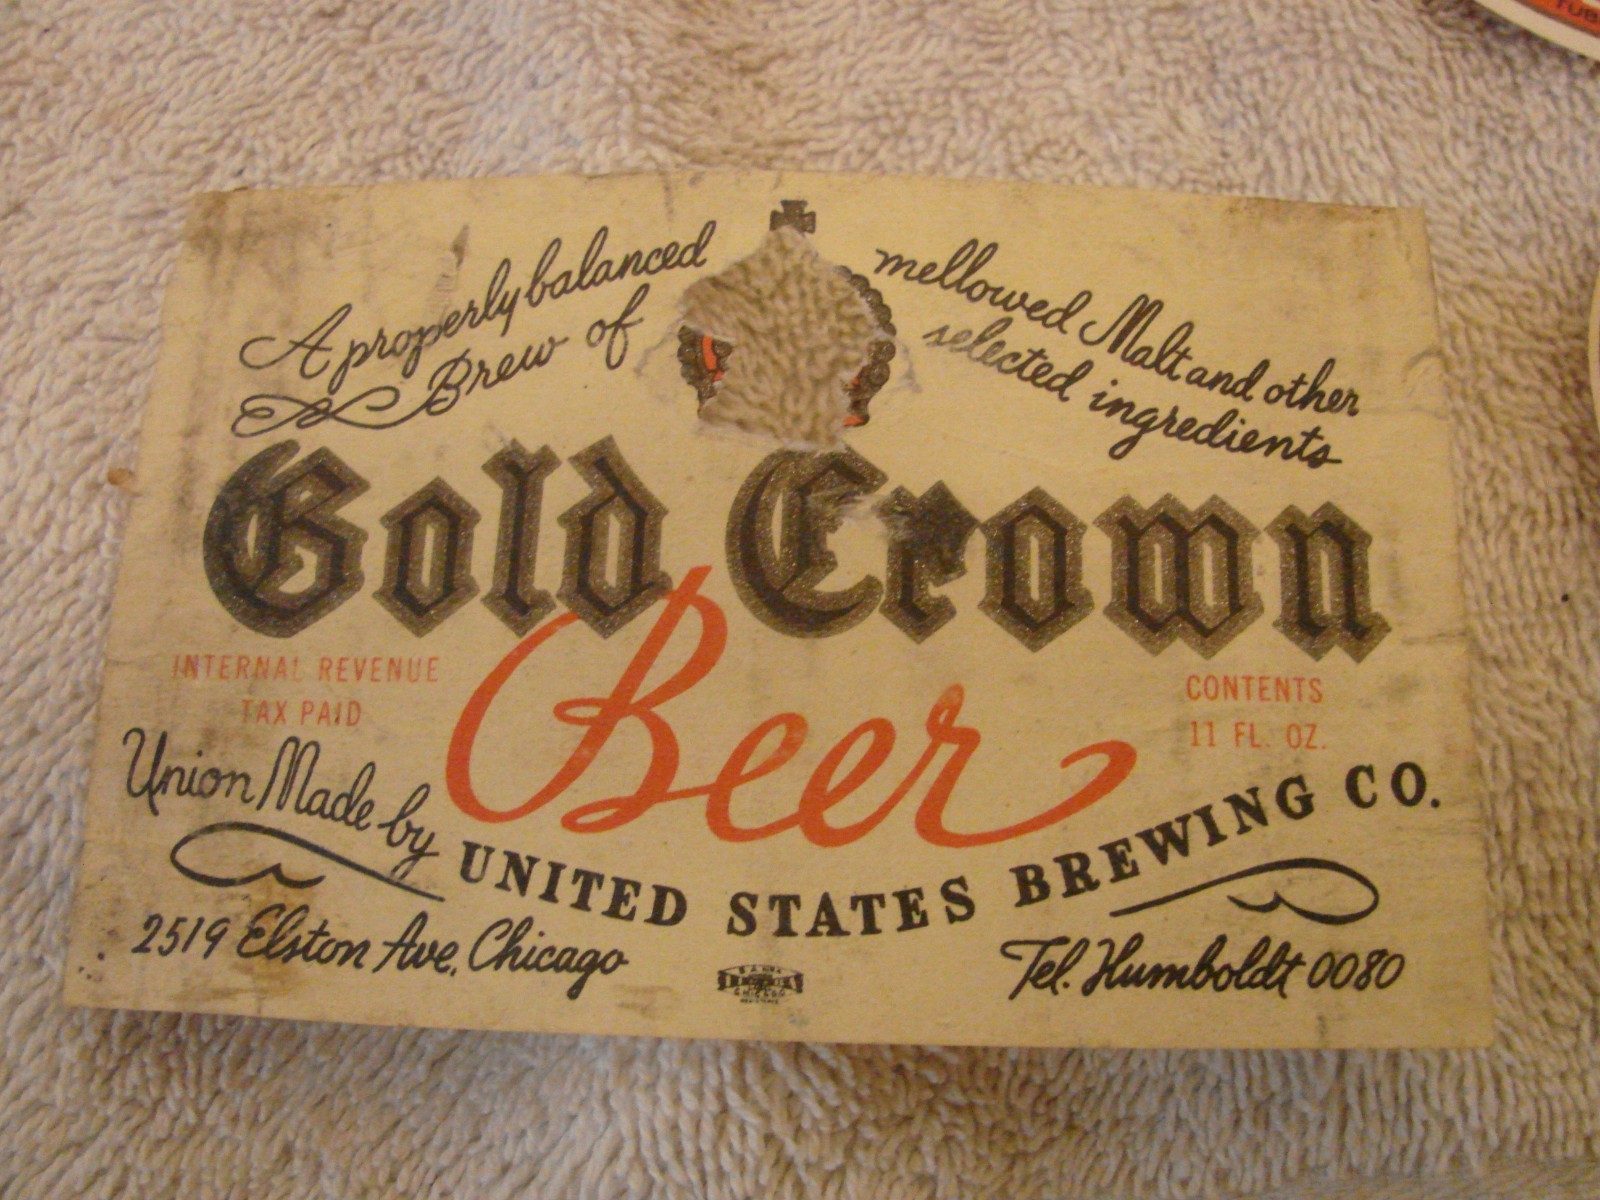 A properly balanced
Brew of
mellowed Malt and other
selected ingredients
Gold Crown
Beer
INTERNAL REVENUE
TAX PAID
CONTENTS
11 FL. OZ.
Union Made by UNITED STATES BREWING CO.
2519 Elston Ave. Chicago
Tel. Humboldt 0080